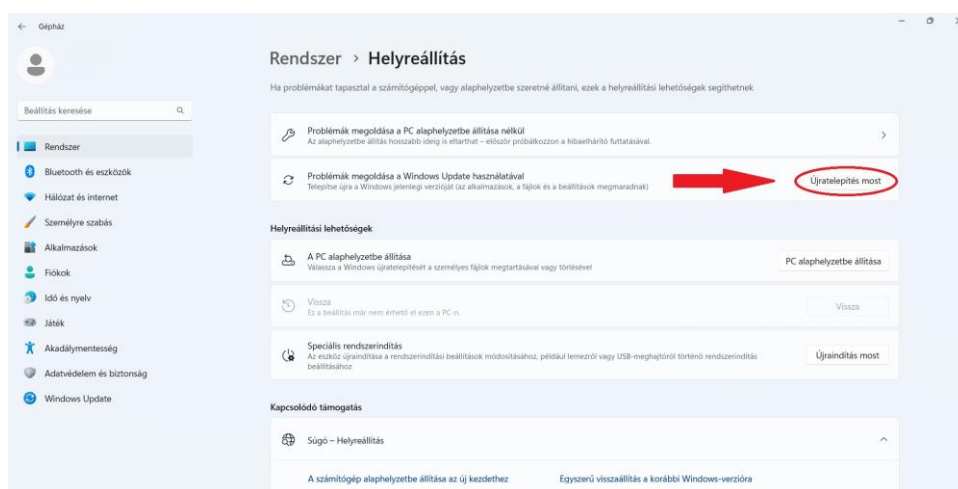 Gépház
Rendszer > Helyreállítás
Ha problémákat tapasztal a számítógéppel, vagy alaphelyzetbe szeretné állítani, ezek a helyreállítási lehetőségek segíthetnek
Beállítás keresése
Rendszer
Bluetooth és eszközök
Hálózat és internet
Személyre szabás
Alkalmazások
Fiókok
Idő és nyelv
Játék
Akadálymentesség
Adatvédelem és biztonság
Windows Update
Problémák megoldása a PC alaphelyzetbe állítása nélkül
Az alaphelyzetbe állítás hosszabb ideig is eltarthat – először próbálkozzon a hibaelhárító futtatásával.
Problémák megoldása a Windows Update használatával
Telepítse újra a Windows jelenlegi verzióját (az alkalmazások, a fájlok és a beállítások megmaradnak)
Újratelepítés most
Helyreállítási lehetőségek
A PC alaphelyzetbe állítása
Válassza a Windows újratelepítését a személyes fájlok megtartásával vagy törlésével
PC alaphelyzetbe állítása
Vissza
Ez a beállítás már nem érhető el ezen a PC-n.
Vissza
Speciális rendszerindítás
Az eszköz újraindítása a rendszerindítási beállítások módosításához, például lemezről vagy USB-meghajtóról történő rendszerindítás
beállításához
Újraindítás most
Kapcsolódó támogatás
Súgó – Helyreállítás
A számítógép alaphelyzetbe állítása az új kezdethez
Egyszerű visszaállítás a korábbi Windows-verzióra